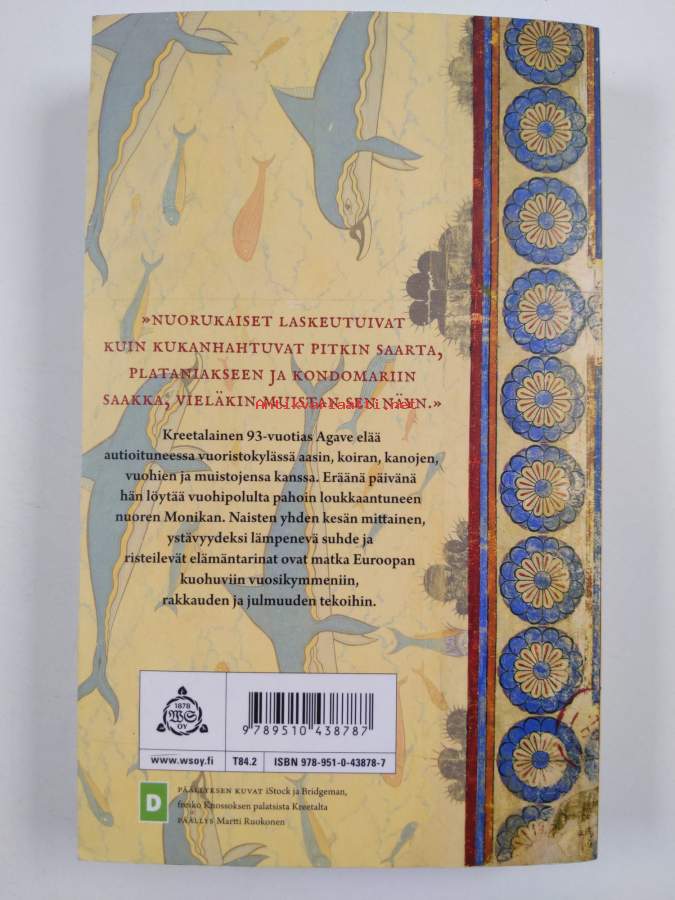 »NUORUKAISET LASKEUTUIVAT
KUIN KUKANHAHTUVAT PITKIN SAARTA,
PLATANIAKSEEN JA KONDOMARIIN
SAAKKA, VIELÄKIN MUISTAN SEN NÄYN.»
Antikvariaatti.net
Kreetalainen 93-vuotias Agave elää
autioituneessa vuoristokylässä aasin, koiran, kanojen,
vuohien ja muistojensa kanssa. Eräänä päivänä
hän löytää vuohipolulta pahoin loukkaantuneen
nuoren Monikan. Naisten yhden kesän mittainen,
ystävyydeksi lämpenevä suhde ja
risteilevät elämäntarinat ovat matka Euroopan
kuohuviin vuosikymmeniin,
rakkauden ja julmuuden tekoihin.
1878
WS
OY
9 789510 438787
www.wsoy.fi T84.2 ISBN 978-951-0-43878-7
D
PÄÄLLYKSEN KUVAT iStock ja Bridgeman,
fresko Knossoksen palatsista Kreetalta
PÄÄLLYS Martti Ruokonen